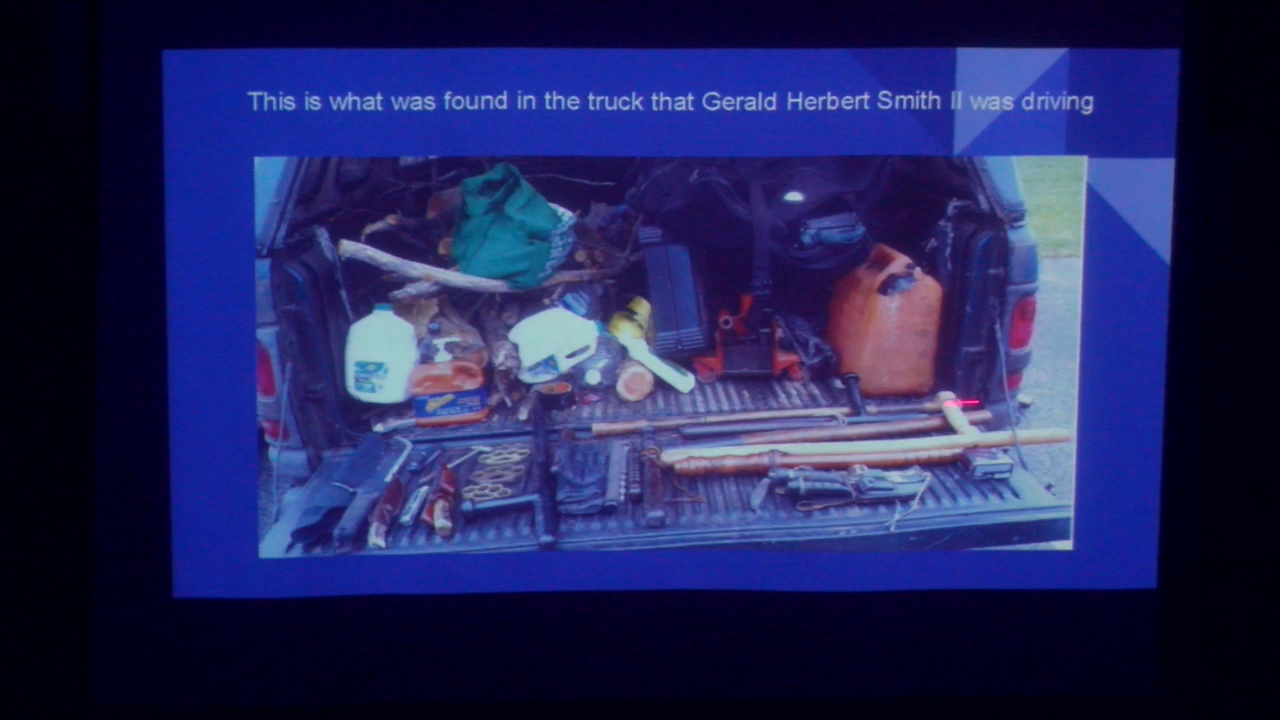 This is what was found in the truck that Gerald Herbert Smith II was driving